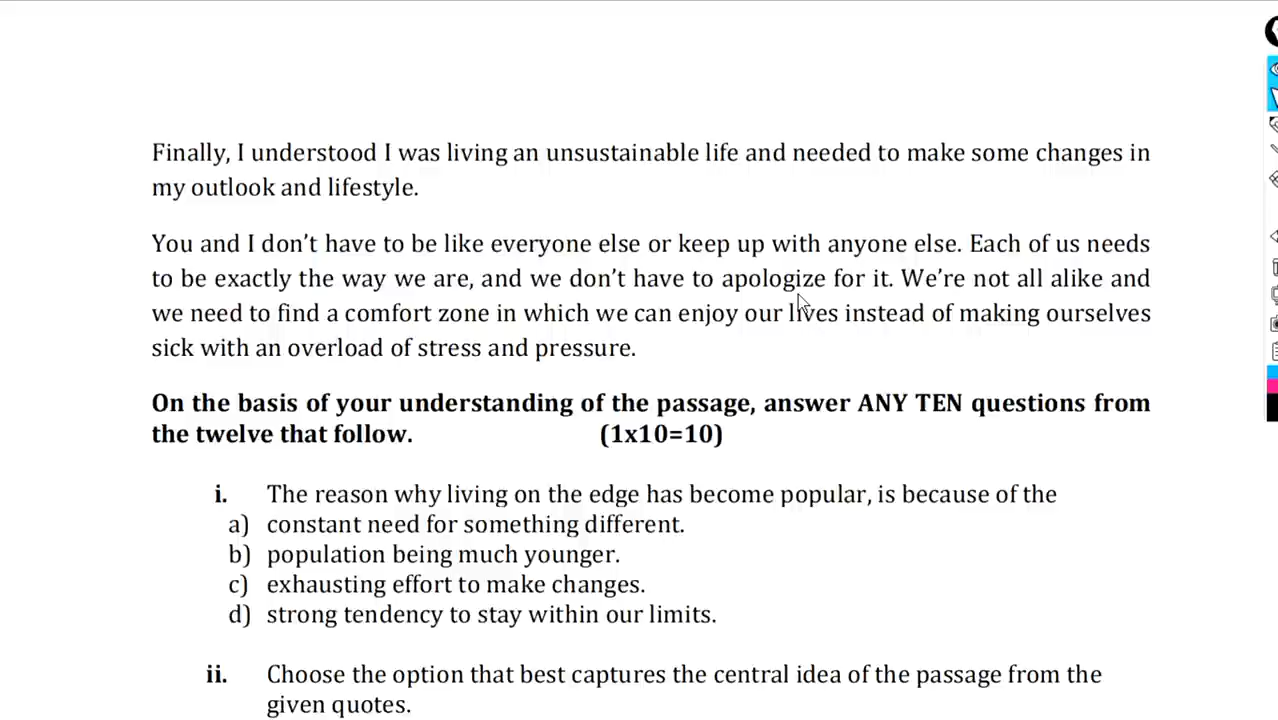 Finally, I understood I was living an unsustainable life and needed to make some changes in
my outlook and lifestyle.
You and I don’t have to be like everyone else or keep up with anyone else. Each of us needs
to be exactly the way we are, and we don’t have to apologize for it. We’re not all alike and
we need to find a comfort zone in which we can enjoy our lives instead of making ourselves
sick with an overload of stress and pressure.
On the basis of your understanding of the passage, answer ANY TEN questions from
the twelve that follow. (1x10=10)
i. The reason why living on the edge has become popular, is because of the
a) constant need for something different.
b) population being much younger.
c) exhausting effort to make changes.
d) strong tendency to stay within our limits.
ii. Choose the option that best captures the central idea of the passage from the
given quotes.